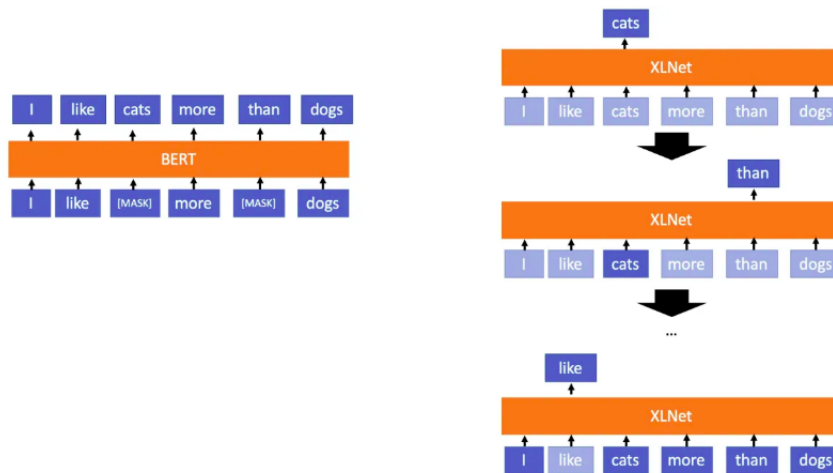 I like cats more than dogs
BERT
I like [MASK] more [MASK] dogs
cats
XLNet
I like cats more than dogs
than
XLNet
I like cats more than dogs
...
like
XLNet
I like cats more than dogs